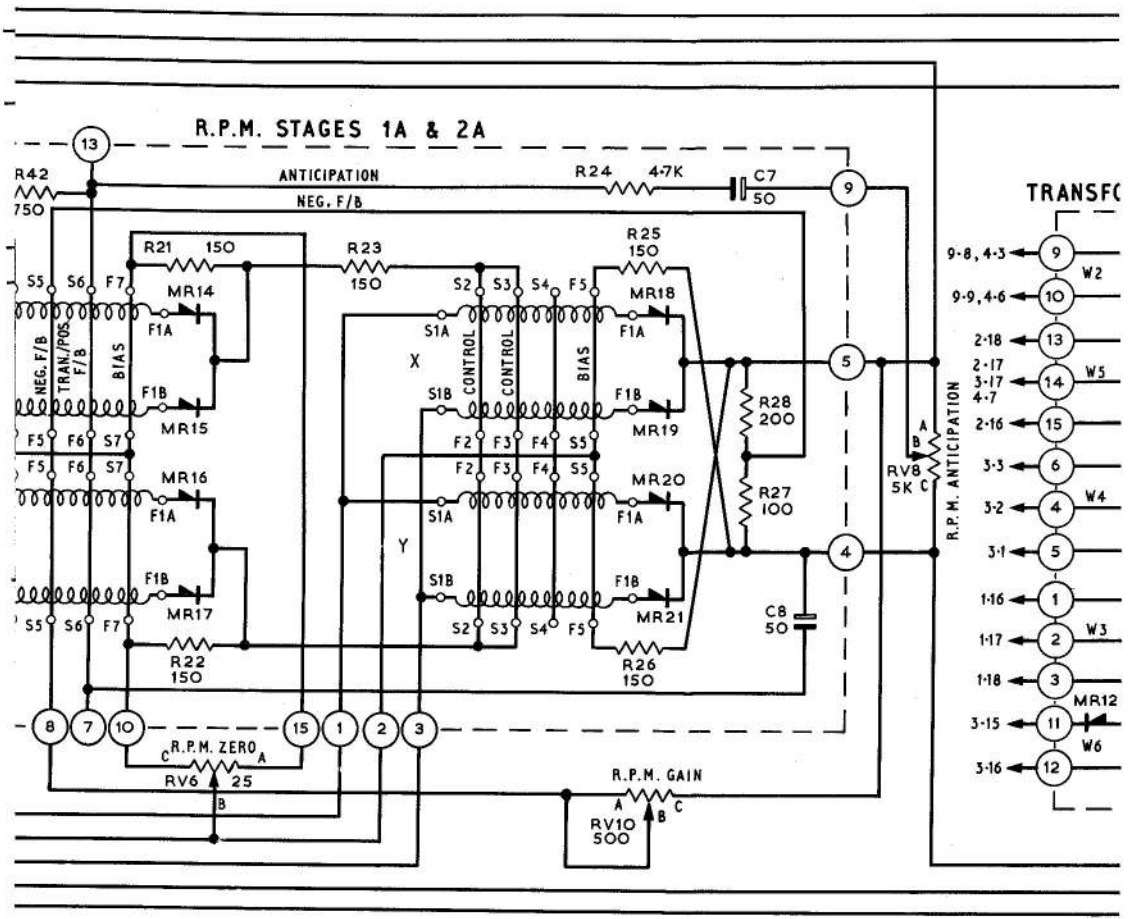 R.P.M. STAGES 1A & 2A
13
R42
750
ANTICIPATION
NEG. F/B
R24 4·7K
C7
50
9
TRANSFO
R21 150
R23
150
R25
150
S5 S6 F7
S2 S3 S4 F5
MR14
F1A
MR18
F1A
S1A
NEG. F/B
TRAN./POS. F/B
BIAS
X
CONTROL
CONTROL
BIAS
F1B
MR15
S1B
F1B
MR19
5
R28
200
F5 F6 S7
F5 F6 S7
F2 F3 F4 S5
F2 F3 F4 S5
MR16
F1A
S1A
MR20
F1A
R27
100
A
B
RV8
5K C
R.P.M. ANTICIPATION
Y
4
F1B
MR17
S1B
F1B
MR21
C8
50
S5 S6 F7
S2 S3 S4 F5
R22
150
R26
150
8 7 10 15 1 2 3
R.P.M. ZERO
C A
RV6 25
B
R.P.M. GAIN
A B C
RV10
500
9·8, 4·3 9
W2
9·9, 4·6 10
2·18 13
2·17
3·17 14 W5
4·7
2·16 15
3·3 6
3·2 4 W4
3·1 5
1·16 1
1·17 2 W3
1·18 3
MR12
3·15 11
W6
3·16 12